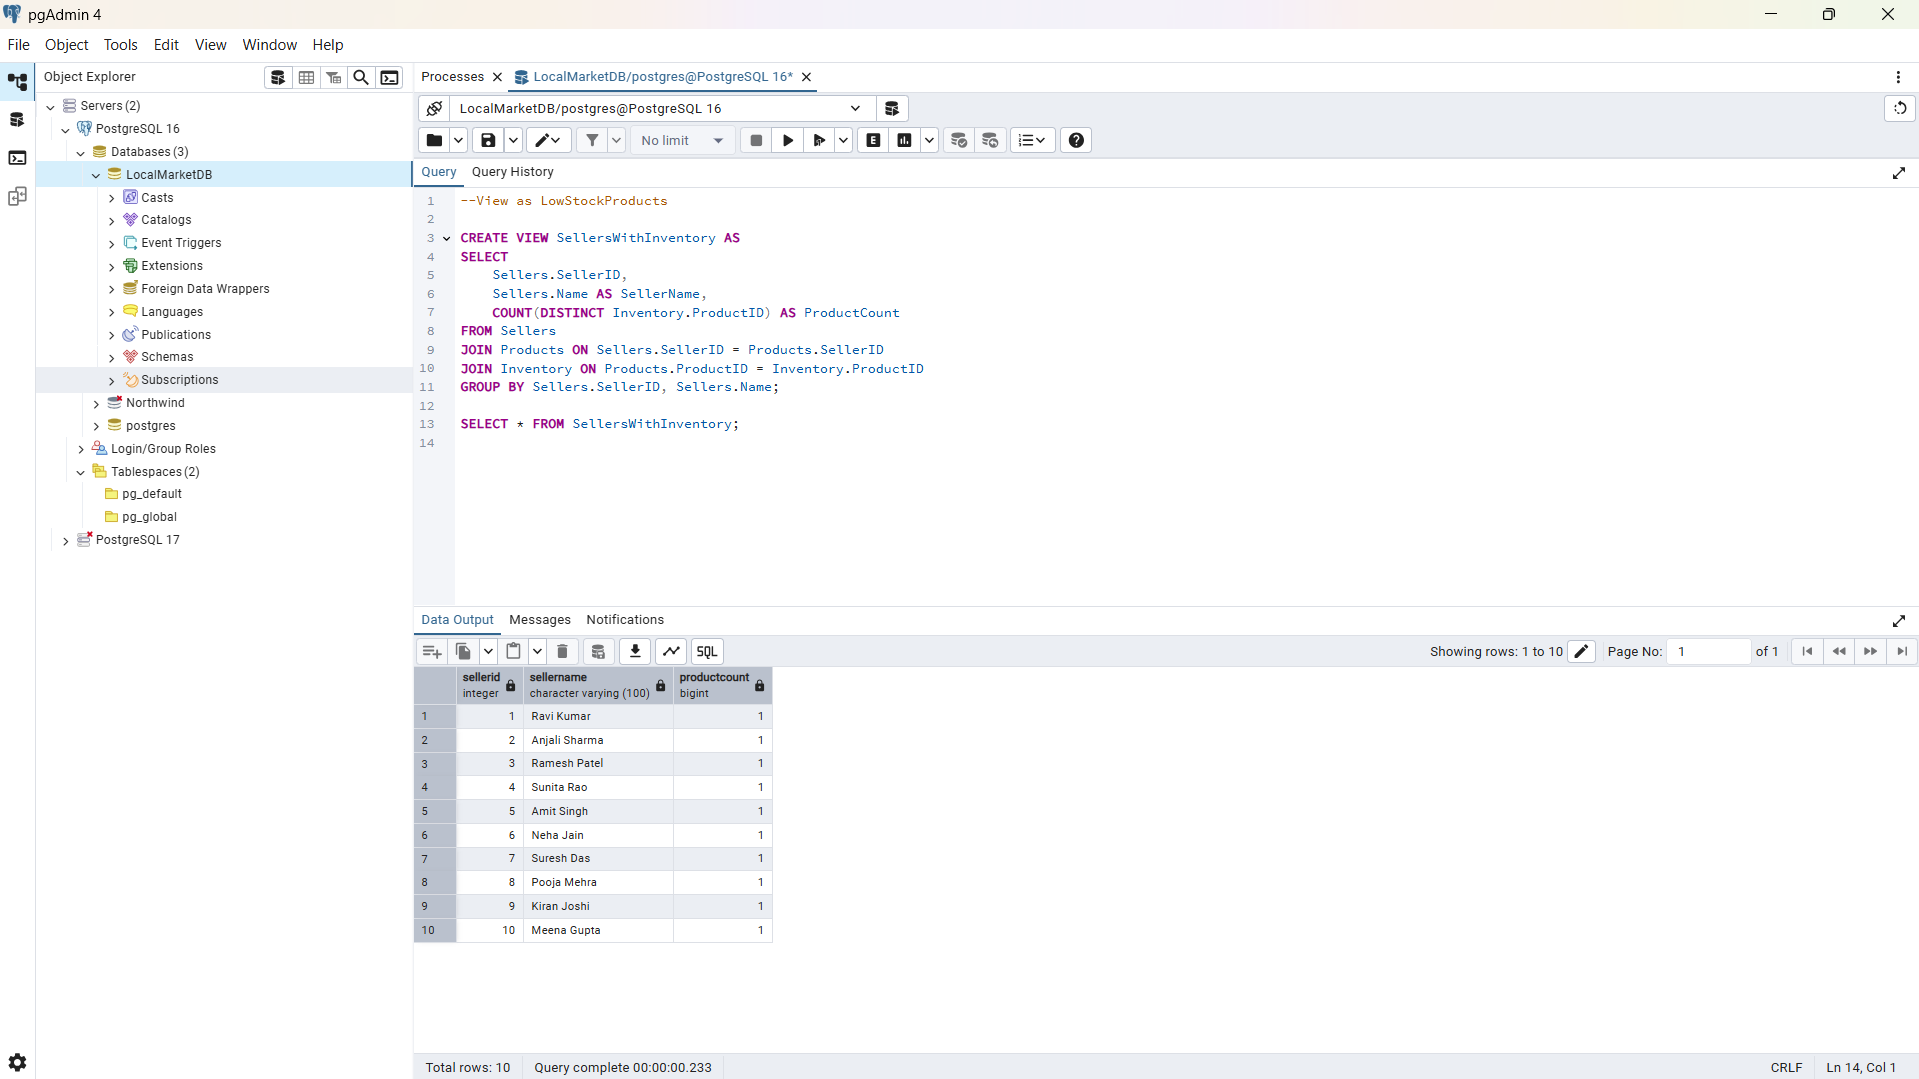 pgAdmin 4
File Object Tools Edit View Window Help
Object Explorer
Processes LocalMarketDB/postgres@PostgreSQL 16*
Servers (2)
PostgreSQL 16
Databases (3)
LocalMarketDB
Casts
Catalogs
Event Triggers
Extensions
Foreign Data Wrappers
Languages
Publications
Schemas
Subscriptions
Northwind
postgres
Login/Group Roles
Tablespaces (2)
pg_default
pg_global
PostgreSQL 17
LocalMarketDB/postgres@PostgreSQL 16
No limit
E
Query Query History
1 --View as LowStockProducts
2
3 CREATE VIEW SellersWithInventory AS
4 SELECT
5 Sellers.SellerID,
6 Sellers.Name AS SellerName,
7 COUNT(DISTINCT Inventory.ProductID) AS ProductCount
8 FROM Sellers
9 JOIN Products ON Sellers.SellerID = Products.SellerID
10 JOIN Inventory ON Products.ProductID = Inventory.ProductID
11 GROUP BY Sellers.SellerID, Sellers.Name;
12
13 SELECT * FROM SellersWithInventory;
14
Data Output Messages Notifications
SQL
Showing rows: 1 to 10 Page No: 1 of 1
sellerid sellername productcount
integer character varying (100) bigint
1 1 Ravi Kumar 1
2 2 Anjali Sharma 1
3 3 Ramesh Patel 1
4 4 Sunita Rao 1
5 5 Amit Singh 1
6 6 Neha Jain 1
7 7 Suresh Das 1
8 8 Pooja Mehra 1
9 9 Kiran Joshi 1
10 10 Meena Gupta 1
Total rows: 10 Query complete 00:00:00.233 CRLF Ln 14, Col 1